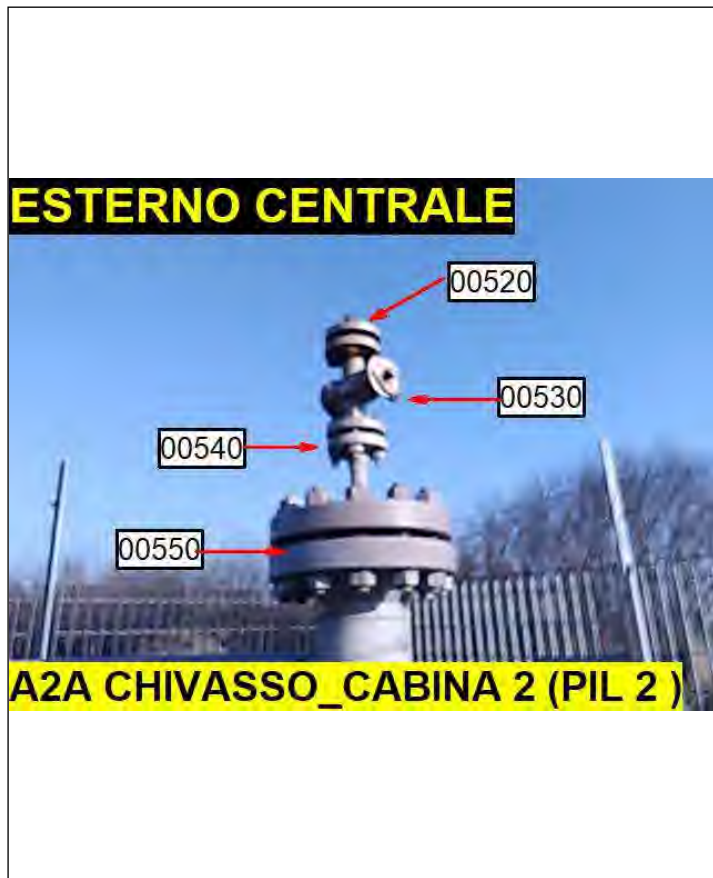 ESTERNO CENTRALE
00520
00530
00540
00550
A2A CHIVASSO_CABINA 2 (PIL 2 )